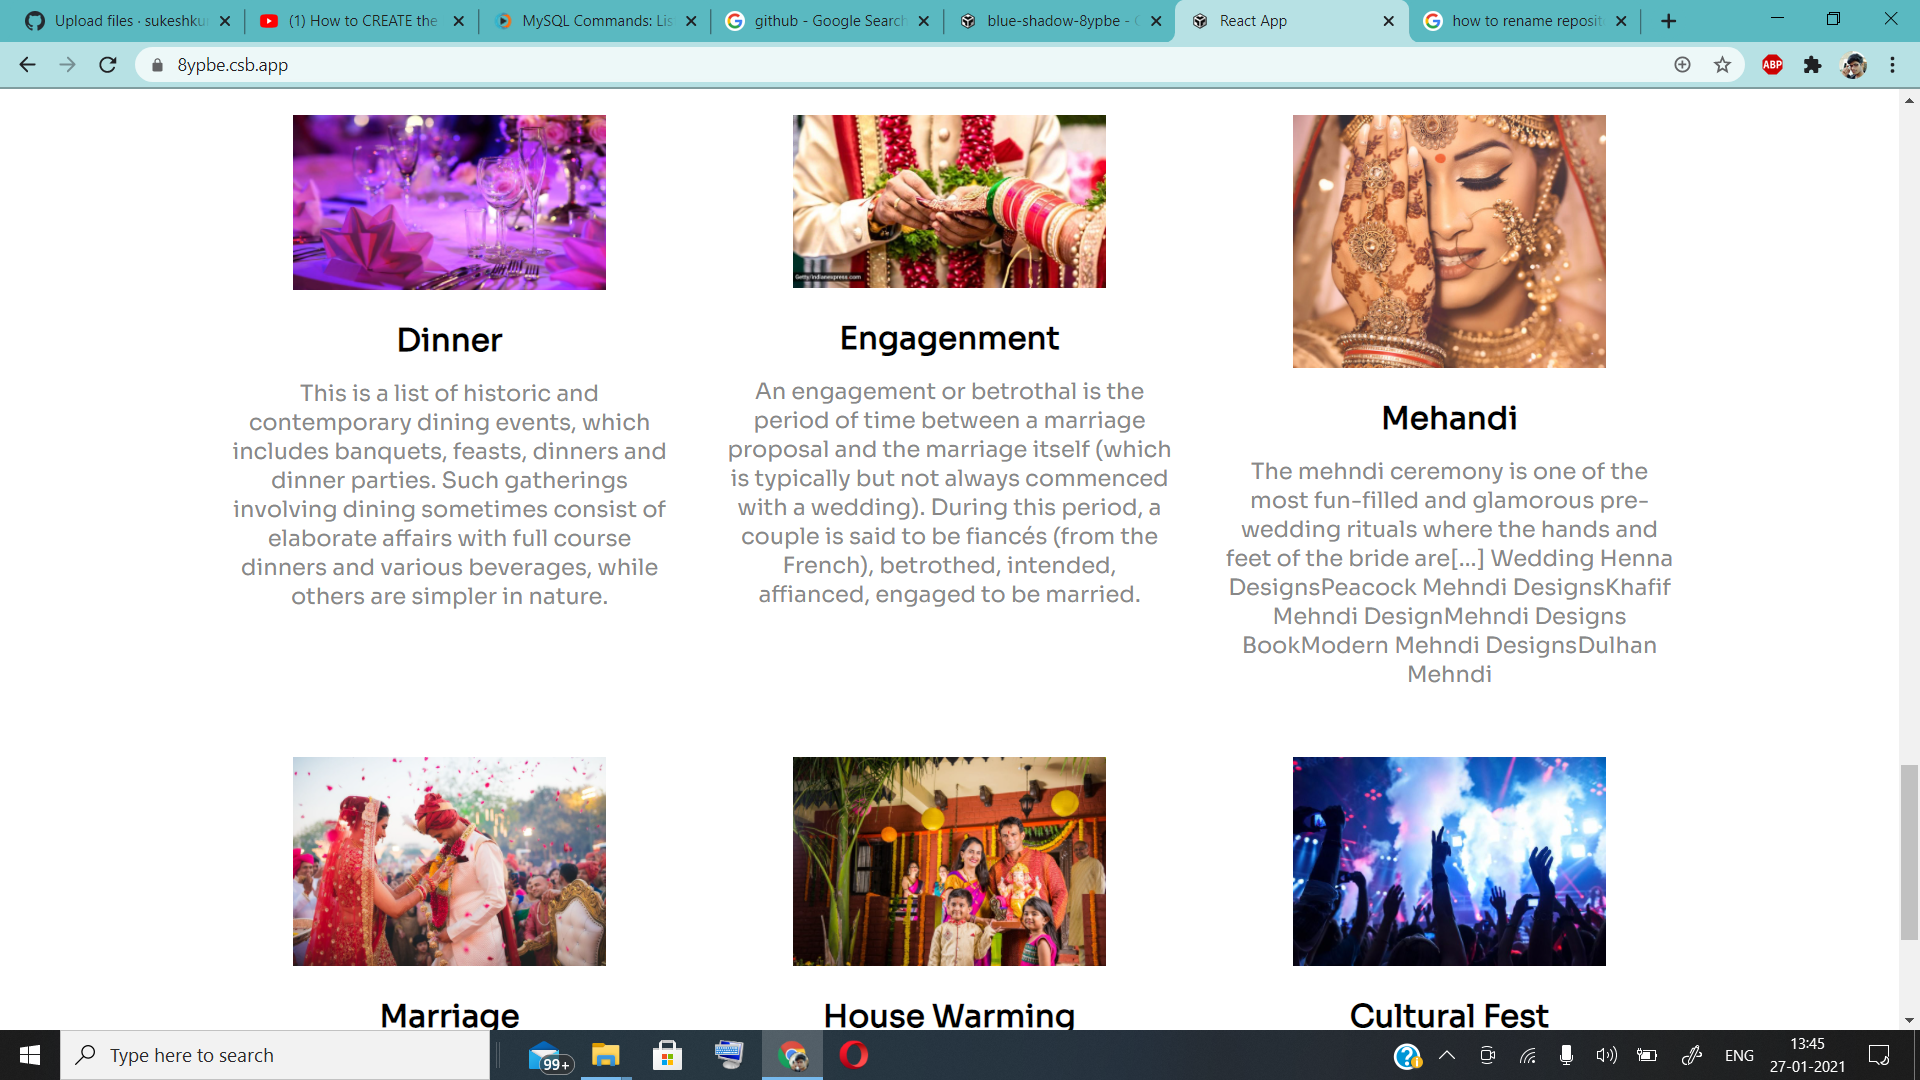 Upload files · sukeshku
(1) How to CREATE the
MySQL Commands: Lis
github - Google Search
blue-shadow-8ypbe - C
React App
how to rename reposit
8ypbe.csb.app
ABP
Getty/indianexpress.com
Dinner
This is a list of historic and
contemporary dining events, which
includes banquets, feasts, dinners and
dinner parties. Such gatherings
involving dining sometimes consist of
elaborate affairs with full course
dinners and various beverages, while
others are simpler in nature.
Engagenment
An engagement or betrothal is the
period of time between a marriage
proposal and the marriage itself (which
is typically but not always commenced
with a wedding). During this period, a
couple is said to be fiancés (from the
French), betrothed, intended,
affianced, engaged to be married.
Mehandi
The mehndi ceremony is one of the
most fun-filled and glamorous pre-
wedding rituals where the hands and
feet of the bride are[...] Wedding Henna
DesignsPeacock Mehndi DesignsKhafif
Mehndi DesignMehndi Designs
BookModern Mehndi DesignsDulhan
Mehndi
Marriage
House Warming
Cultural Fest
Type here to search
99+
ENG
13:45
27-01-2021